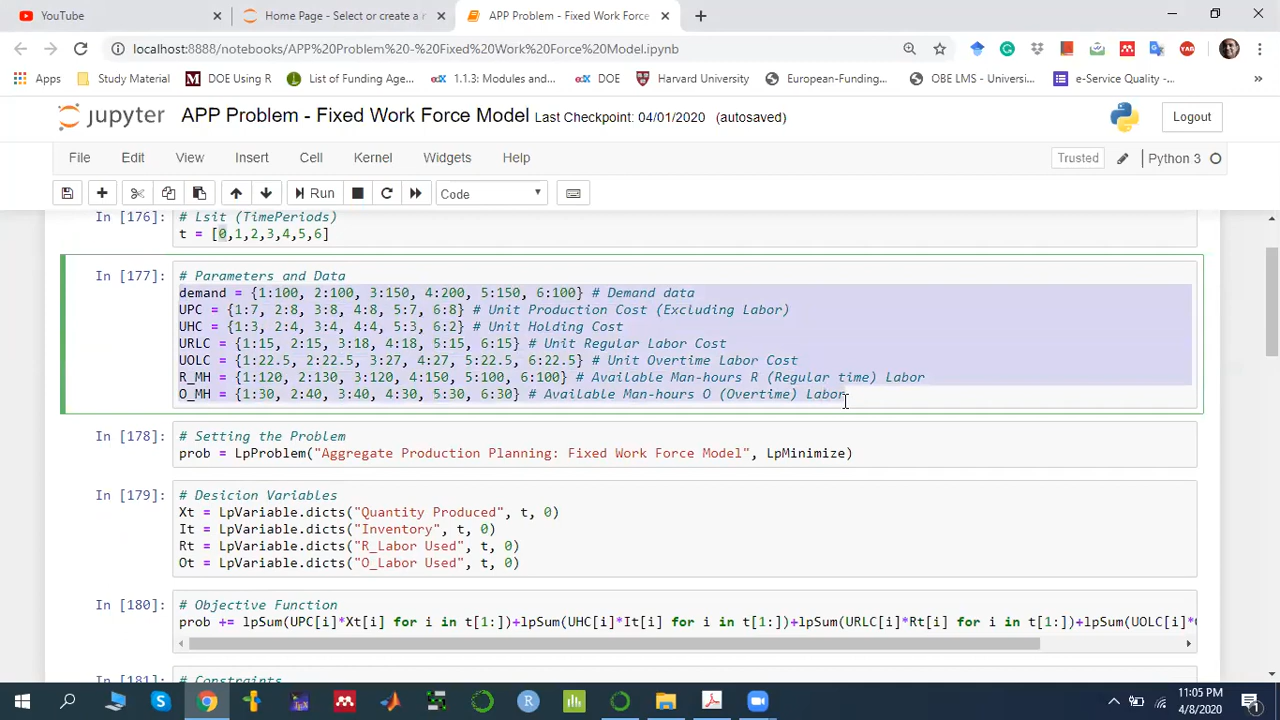 YouTube
Home Page - Select or create a n
APP Problem - Fixed Work Force
localhost:8888/notebooks/APP%20Problem%20-%20Fixed%20Work%20Force%20Model.ipynb
Apps
Study Material
DOE Using R
List of Funding Age...
1.1.3: Modules and...
DOE
Harvard University
European-Funding...
OBE LMS - Universi...
e-Service Quality -...
»
jupyter
APP Problem - Fixed Work Force Model Last Checkpoint: 04/01/2020 (autosaved)
Logout
File Edit View Insert Cell Kernel Widgets Help
Trusted
Python 3
Run
Code
In [176]:
# Lsit (TimePeriods)
t = [0,1,2,3,4,5,6]
In [177]:
# Parameters and Data
demand = {1:100, 2:100, 3:150, 4:200, 5:150, 6:100} # Demand data
UPC = {1:7, 2:8, 3:8, 4:8, 5:7, 6:8} # Unit Production Cost (Excluding Labor)
UHC = {1:3, 2:4, 3:4, 4:4, 5:3, 6:2} # Unit Holding Cost
URLC = {1:15, 2:15, 3:18, 4:18, 5:15, 6:15} # Unit Regular Labor Cost
UOLC = {1:22.5, 2:22.5, 3:27, 4:27, 5:22.5, 6:22.5} # Unit Overtime Labor Cost
R_MH = {1:120, 2:130, 3:120, 4:150, 5:100, 6:100} # Available Man-hours R (Regular time) Labor
O_MH = {1:30, 2:40, 3:40, 4:30, 5:30, 6:30} # Available Man-hours O (Overtime) Labor
In [178]:
# Setting the Problem
prob = LpProblem("Aggregate Production Planning: Fixed Work Force Model", LpMinimize)
In [179]:
# Desicion Variables
Xt = LpVariable.dicts("Quantity Produced", t, 0)
It = LpVariable.dicts("Inventory", t, 0)
Rt = LpVariable.dicts("R_Labor Used", t, 0)
Ot = LpVariable.dicts("O_Labor Used", t, 0)
In [180]:
# Objective Function
prob += lpSum(UPC[i]*Xt[i] for i in t[1:])+lpSum(UHC[i]*It[i] for i in t[1:])+lpSum(URLC[i]*Rt[i] for i in t[1:])+lpSum(UOLC[i]*
In [181]:
# Constraints
11:05 PM
4/8/2020